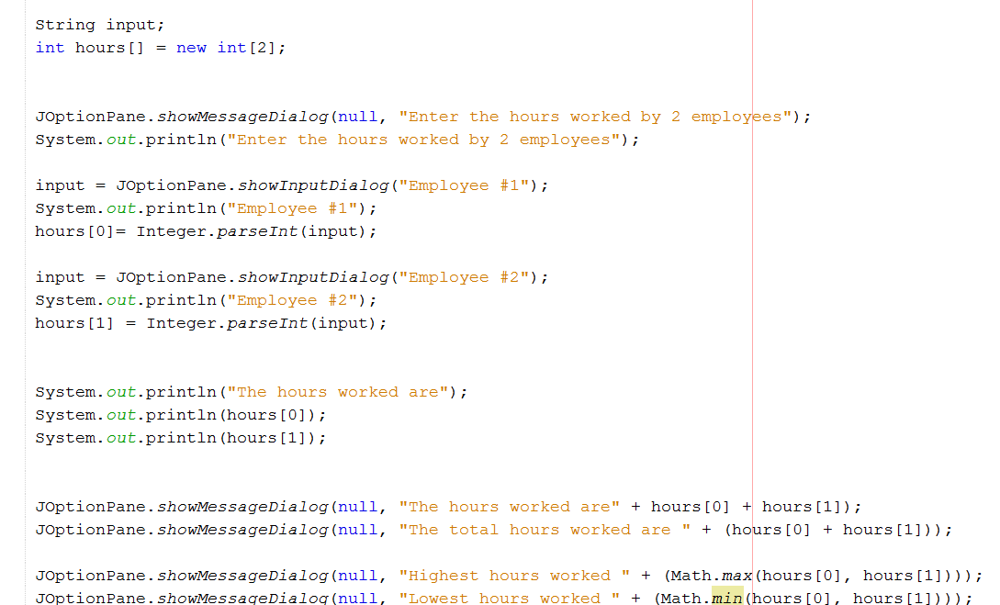 String input;
int hours[] = new int[2];
JOptionPane.showMessageDialog(null, "Enter the hours worked by 2 employees");
System.out.println("Enter the hours worked by 2 employees");
input = JOptionPane.showInputDialog("Employee #1");
System.out.println("Employee #1");
hours[0]= Integer.parseInt(input);
input = JOptionPane.showInputDialog("Employee #2");
System.out.println("Employee #2");
hours[1] = Integer.parseInt(input);
System.out.println("The hours worked are");
System.out.println(hours[0]);
System.out.println(hours[1]);
JOptionPane.showMessageDialog(null, "The hours worked are" + hours[0] + hours[1]);
JOptionPane.showMessageDialog(null, "The total hours worked are " + (hours[0] + hours[1]));
JOptionPane.showMessageDialog(null, "Highest hours worked " + (Math.max(hours[0], hours[1])));
JOptionPane.showMessageDialog(null, "Lowest hours worked " + (Math.min(hours[0], hours[1])));